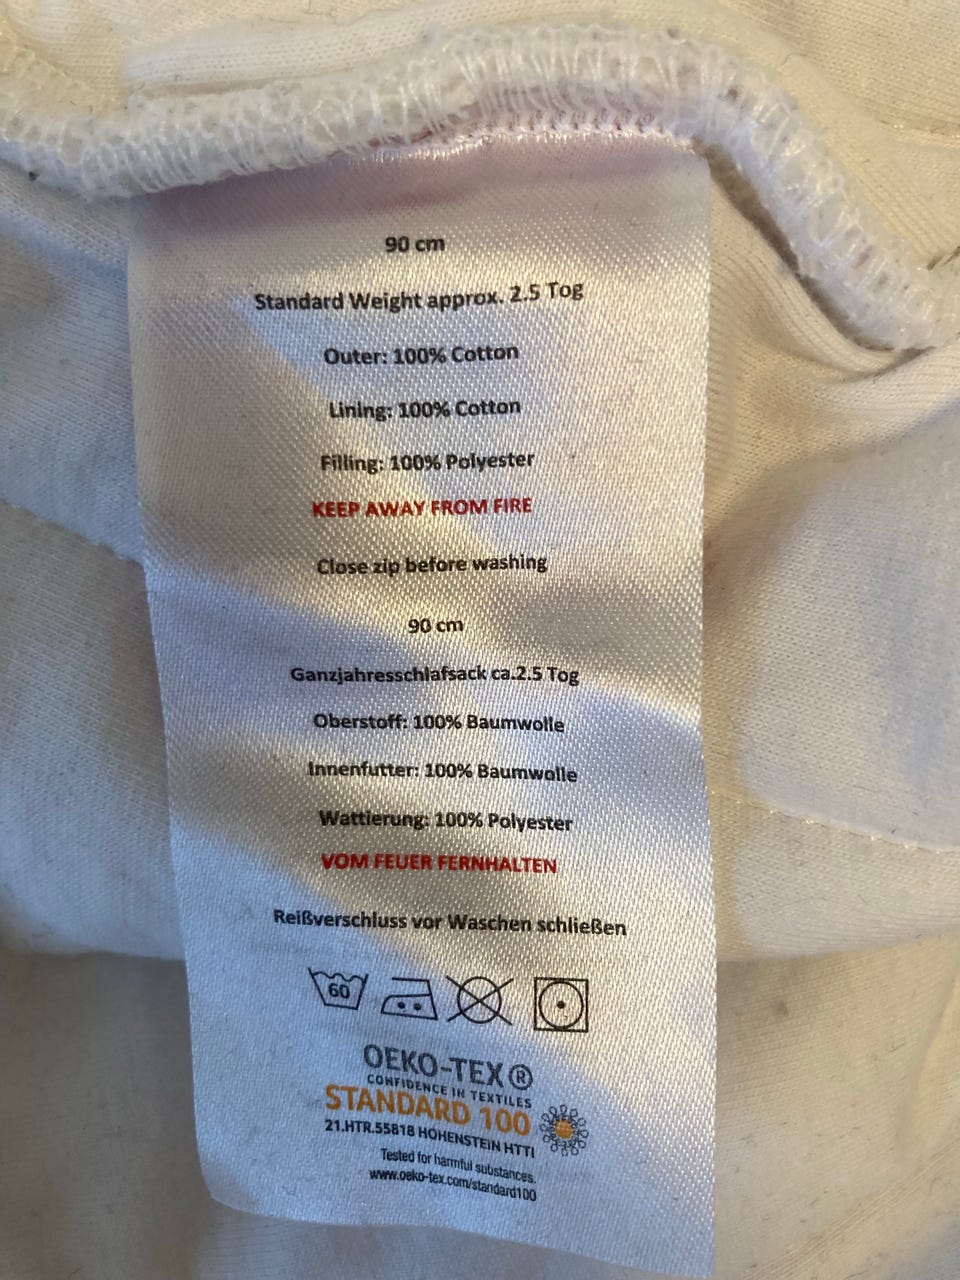 90 cm
Standard Weight approx. 2.5 Tog
Outer: 100% Cotton
Lining: 100% Cotton
Filling: 100% Polyester
KEEP AWAY FROM FIRE
Close zip before washing
90 cm
Ganzjahresschlafsack ca.2.5 Tog
Oberstoff: 100% Baumwolle
Innenfutter: 100% Baumwolle
Wattierung: 100% Polyester
VOM FEUER FERNHALTEN
Reißverschluss vor Waschen schließen
60
OEKO-TEX®
CONFIDENCE IN TEXTILES
STANDARD 100
21.HTR.55818 HOHENSTEIN HTTI
Tested for harmful substances.
www.oeko-tex.com/standard100